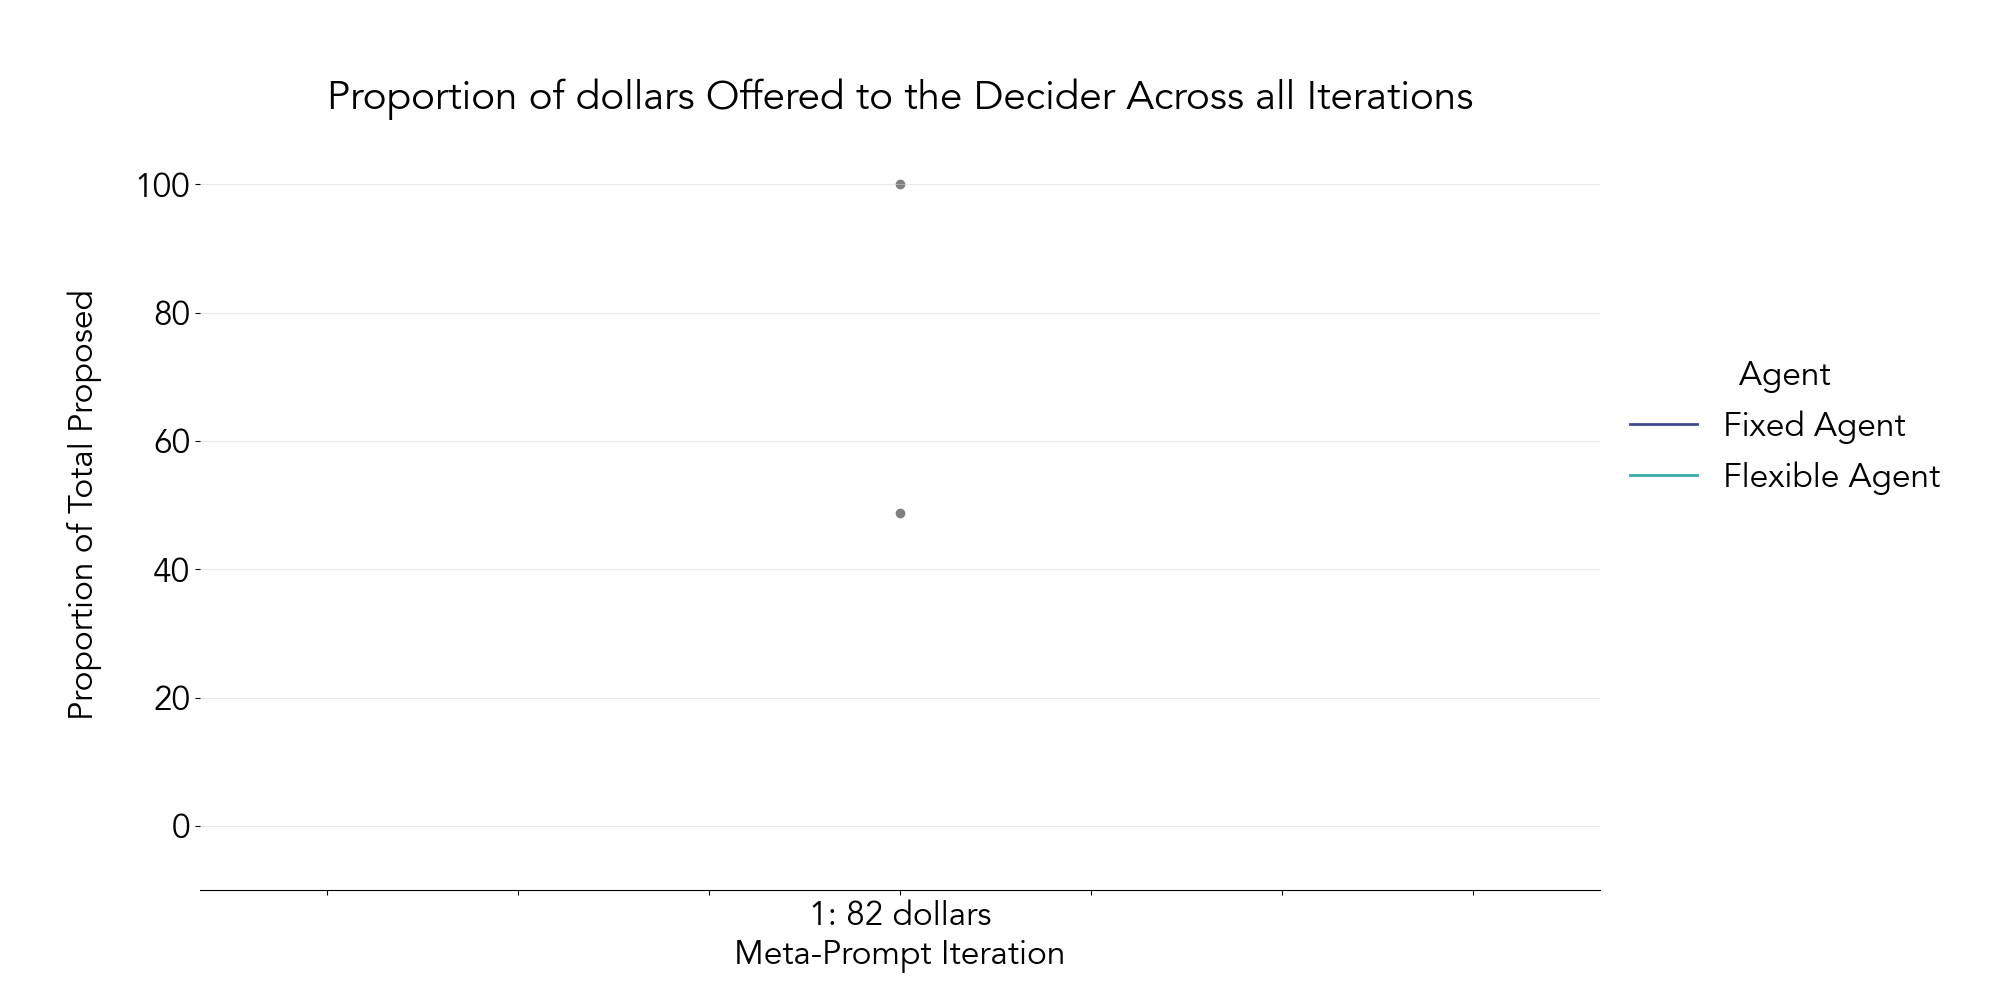 Proportion of dollars Offered to the Decider Across all Iterations
100
80
60
40
20
0
Proportion of Total Proposed
1: 82 dollars
Meta-Prompt Iteration
Agent
Fixed Agent
Flexible Agent